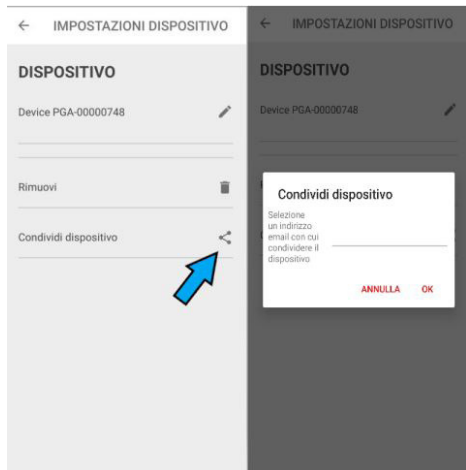 ← IMPOSTAZIONI DISPOSITIVO
DISPOSITIVO
Device PGA-00000748
Rimuovi
Condividi dispositivo
← IMPOSTAZIONI DISPOSITIVO
DISPOSITIVO
Device PGA-00000748
Condividi dispositivo
Selezione
un indirizzo
email con cui
condividere il
dispositivo
ANNULLA OK